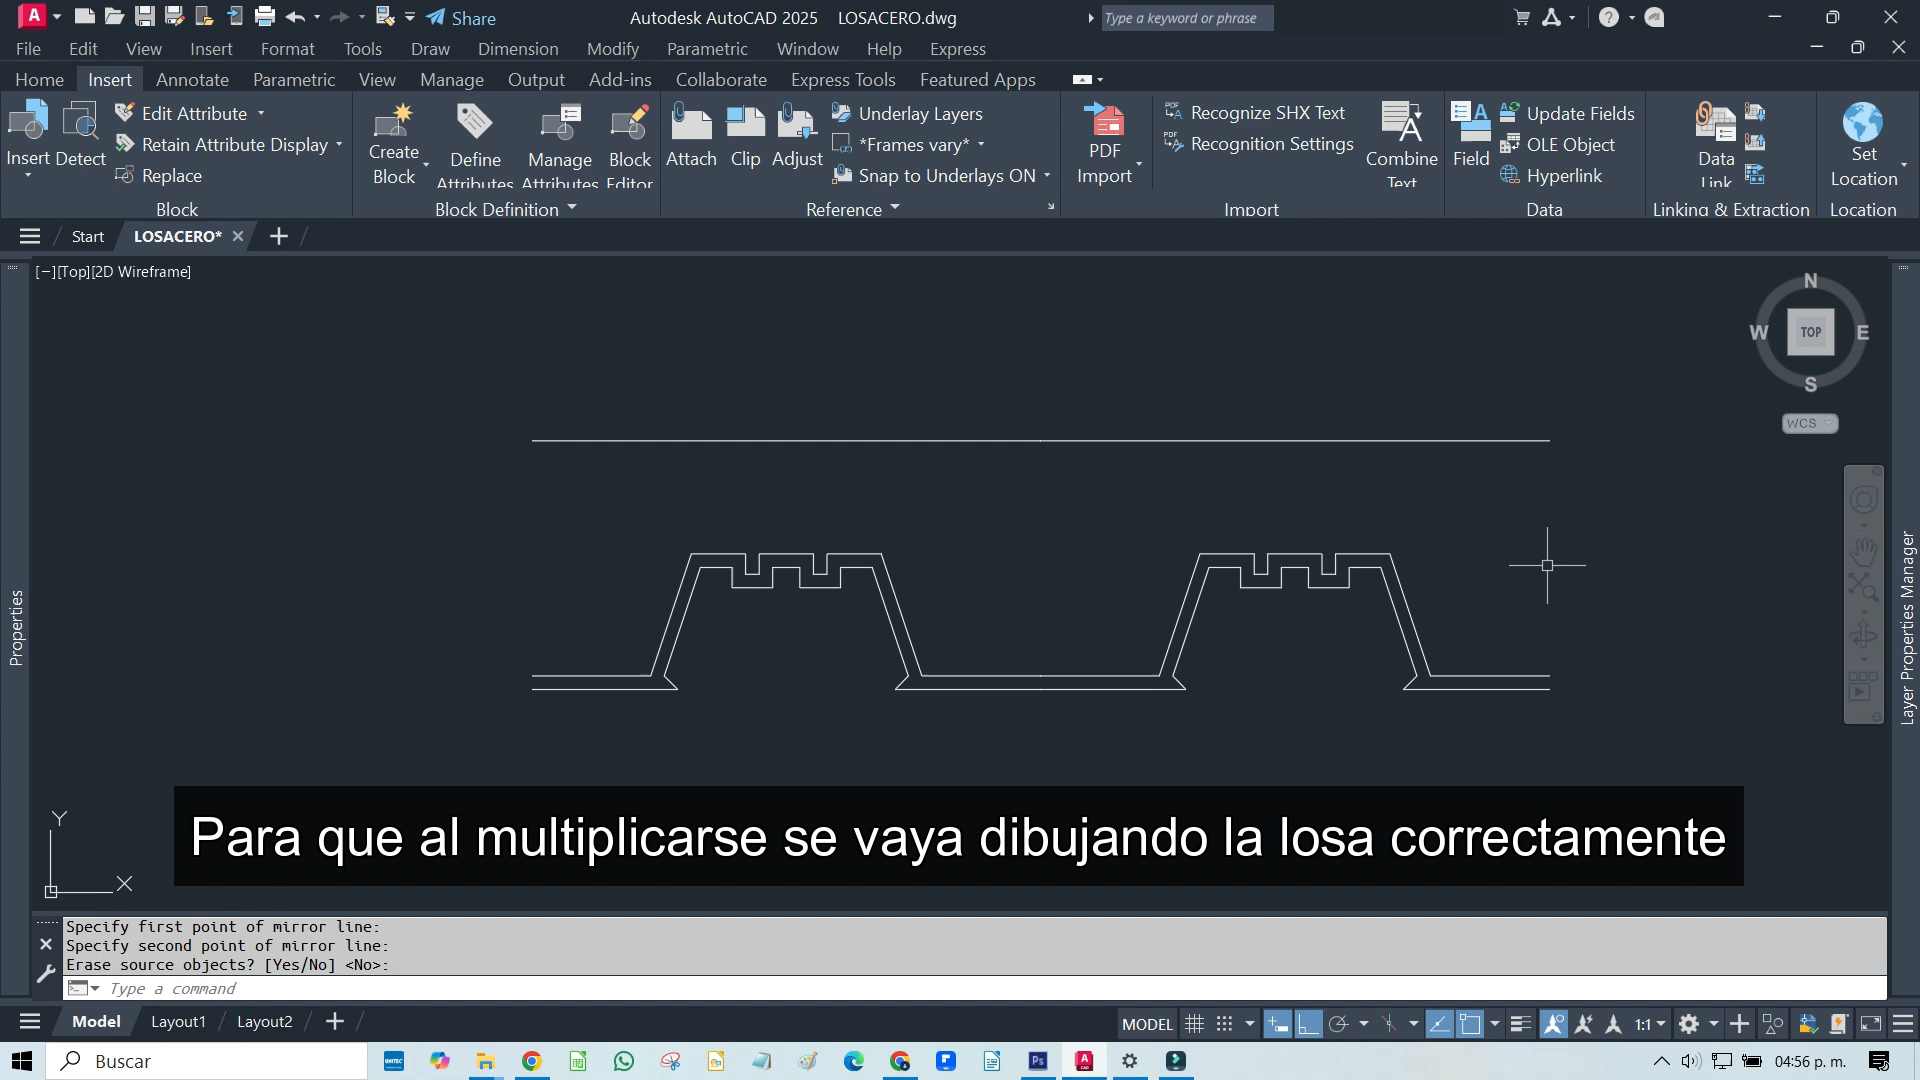 Share
Autodesk AutoCAD 2025 LOSACERO.dwg
Type a keyword or phrase
File Edit View Insert Format Tools Draw Dimension Modify Parametric Window Help Express
Home Insert Annotate Parametric View Manage Output Add-ins Collaborate Express Tools Featured Apps
Insert
Detect
Edit Attribute
Retain Attribute Display
Replace
Block
Create
Block
Define
Attributes
Manage
Attributes
Block
Editor
Block Definition
Attach
Clip
Adjust
Underlay Layers
*Frames vary*
Snap to Underlays ON
Reference
PDF
Import
Recognize SHX Text
Recognition Settings
Combine
Text
Import
Field
Update Fields
OLE Object
Hyperlink
Data
Data
Link
Linking & Extraction
Set
Location
Location
Start
LOSACERO*
[−][Top][2D Wireframe]
N
W
TOP
E
S
WCS
Properties
Layer Properties Manager
Y
X
Para que al multiplicarse se vaya dibujando la losa correctamente
Specify first point of mirror line:
Specify second point of mirror line:
Erase source objects? [Yes/No] <No>:
Type a command
Model Layout1 Layout2
MODEL
1:1
Buscar
04:56 p. m.